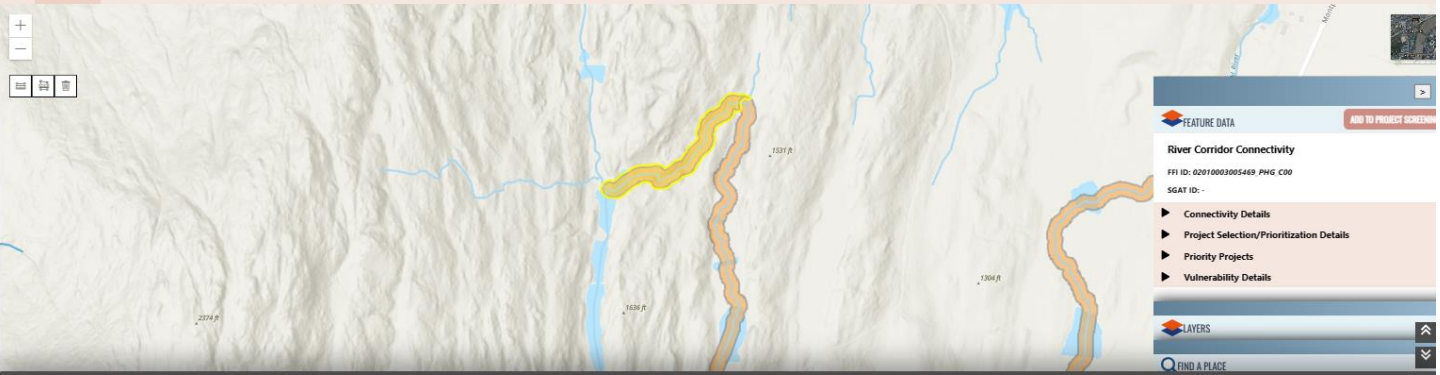 +
−
1531 ft
1304 ft
1636 ft
2374 ft
>
FEATURE DATA
ADD TO PROJECT SCREENING
River Corridor Connectivity
FFI ID: 02010003005469_PHG_C00
SGAT ID: -
Connectivity Details
Project Selection/Prioritization Details
Priority Projects
Vulnerability Details
LAYERS
FIND A PLACE